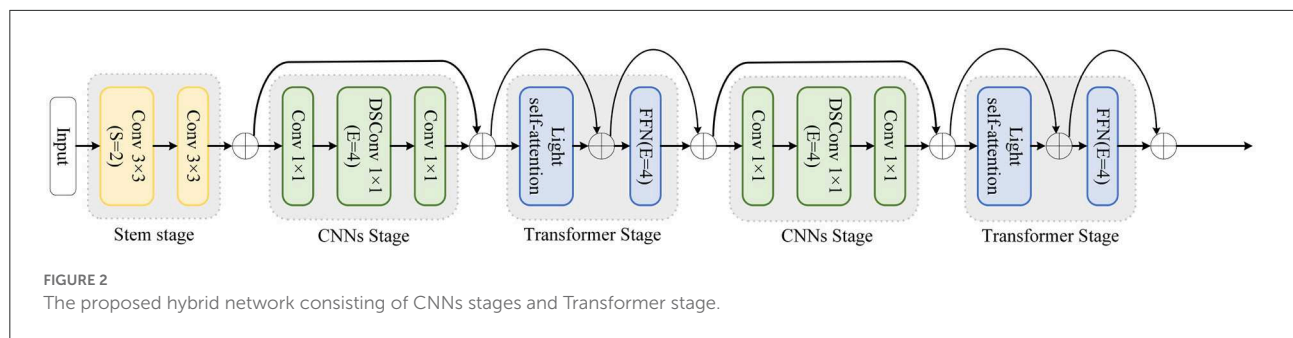 Input
Conv 3×3
(S=2)
Conv 3×3
Stem stage
Conv 1×1
DSConv 1×1
(E=4)
Conv 1×1
CNNs Stage
Light
self-attention
FFN(E=4)
Transformer Stage
Conv 1×1
DSConv 1×1
(E=4)
Conv 1×1
CNNs Stage
Light
self-attention
FFN(E=4)
Transformer Stage
FIGURE 2
The proposed hybrid network consisting of CNNs stages and Transformer stage.